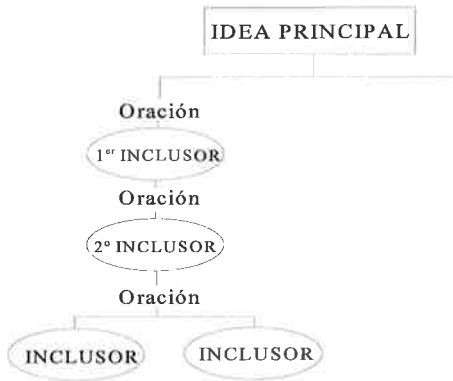 IDEA PRINCIPAL
Oración
1er INCLUSOR
Oración
2º INCLUSOR
Oración
INCLUSOR
INCLUSOR